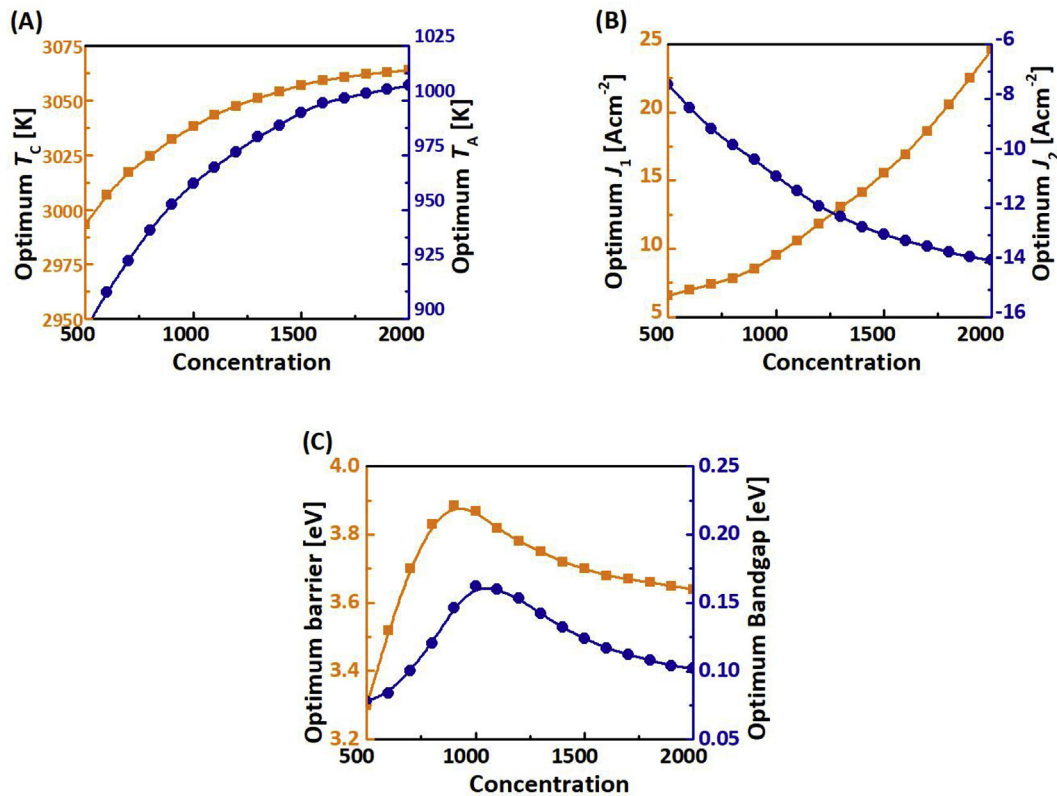 (A)
3075
3050
3025
3000
2975
2950
Optimum T_C [K]
1025
1000
975
950
925
900
Optimum T_A [K]
500 1000 1500 2000
Concentration
(B)
25
20
15
10
5
Optimum J_1 [Acm^-2]
-6
-8
-10
-12
-14
-16
Optimum J_2 [Acm^-2]
500 1000 1500 2000
Concentration
(C)
4.0
3.8
3.6
3.4
3.2
Optimum barrier [eV]
0.25
0.20
0.15
0.10
0.05
Optimum Bandgap [eV]
500 1000 1500 2000
Concentration